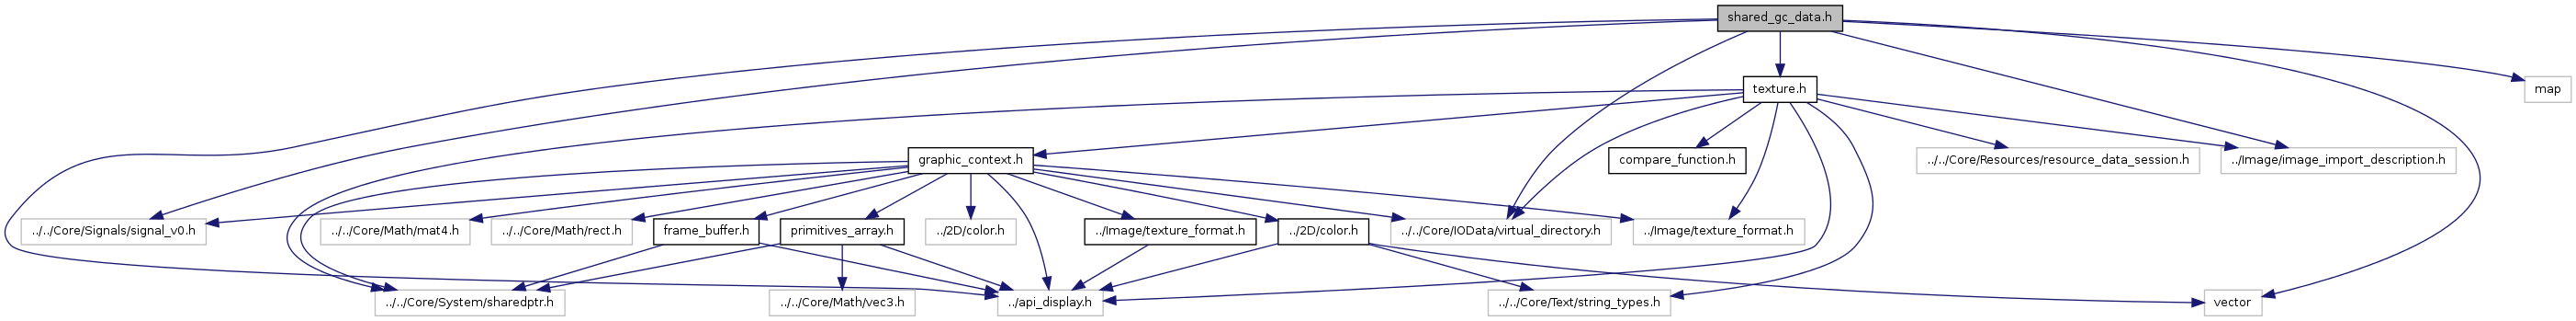 shared_gc_data.h
texture.h
map
graphic_context.h
compare_function.h
../../Core/Resources/resource_data_session.h
../Image/image_import_description.h
../../Core/Signals/signal_v0.h
../../Core/Math/mat4.h
../../Core/Math/rect.h
frame_buffer.h
primitives_array.h
../2D/color.h
../Image/texture_format.h
../2D/color.h
../../Core/IOData/virtual_directory.h
../Image/texture_format.h
../../Core/System/sharedptr.h
../../Core/Math/vec3.h
../api_display.h
../../Core/Text/string_types.h
vector